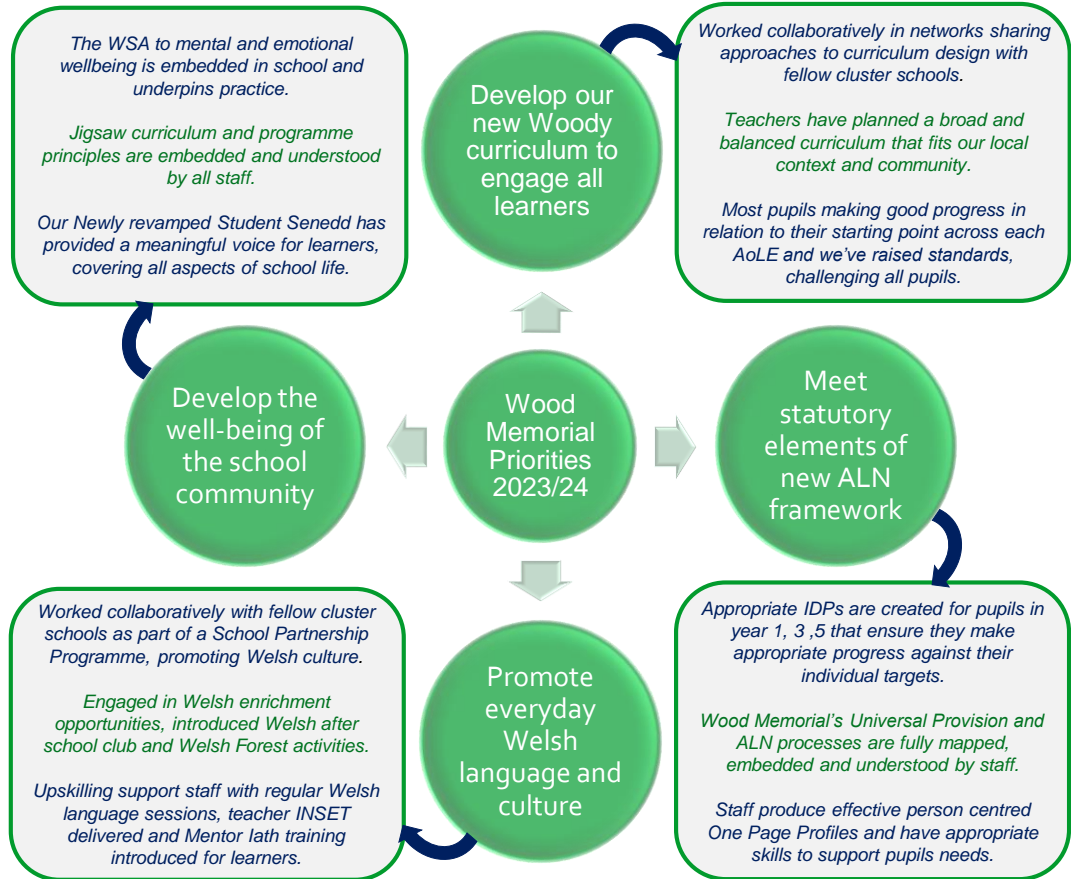 The WSA to mental and emotional
wellbeing is embedded in school and
underpins practice.
Jigsaw curriculum and programme
principles are embedded and understood
by all staff.
Our Newly revamped Student Senedd has
provided a meaningful voice for learners,
covering all aspects of school life.
Develop our
new Woody
curriculum to
engage all
learners
Worked collaboratively in networks sharing
approaches to curriculum design with
fellow cluster schools.
Teachers have planned a broad and
balanced curriculum that fits our local
context and community.
Most pupils making good progress in
relation to their starting point across each
AoLE and we've raised standards,
challenging all pupils.
Develop the
well-being of
the school
community
Wood
Memorial
Priorities
2023/24
Meet
statutory
elements of
new ALN
framework
Worked collaboratively with fellow cluster
schools as part of a School Partnership
Programme, promoting Welsh culture.
Engaged in Welsh enrichment
opportunities, introduced Welsh after
school club and Welsh Forest activities.
Upskilling support staff with regular Welsh
language sessions, teacher INSET
delivered and Mentor Iath training
introduced for learners.
Promote
everyday
Welsh
language and
culture
Appropriate IDPs are created for pupils in
year 1, 3 ,5 that ensure they make
appropriate progress against their
individual targets.
Wood Memorial's Universal Provision and
ALN processes are fully mapped,
embedded and understood by staff.
Staff produce effective person centred
One Page Profiles and have appropriate
skills to support pupils needs.